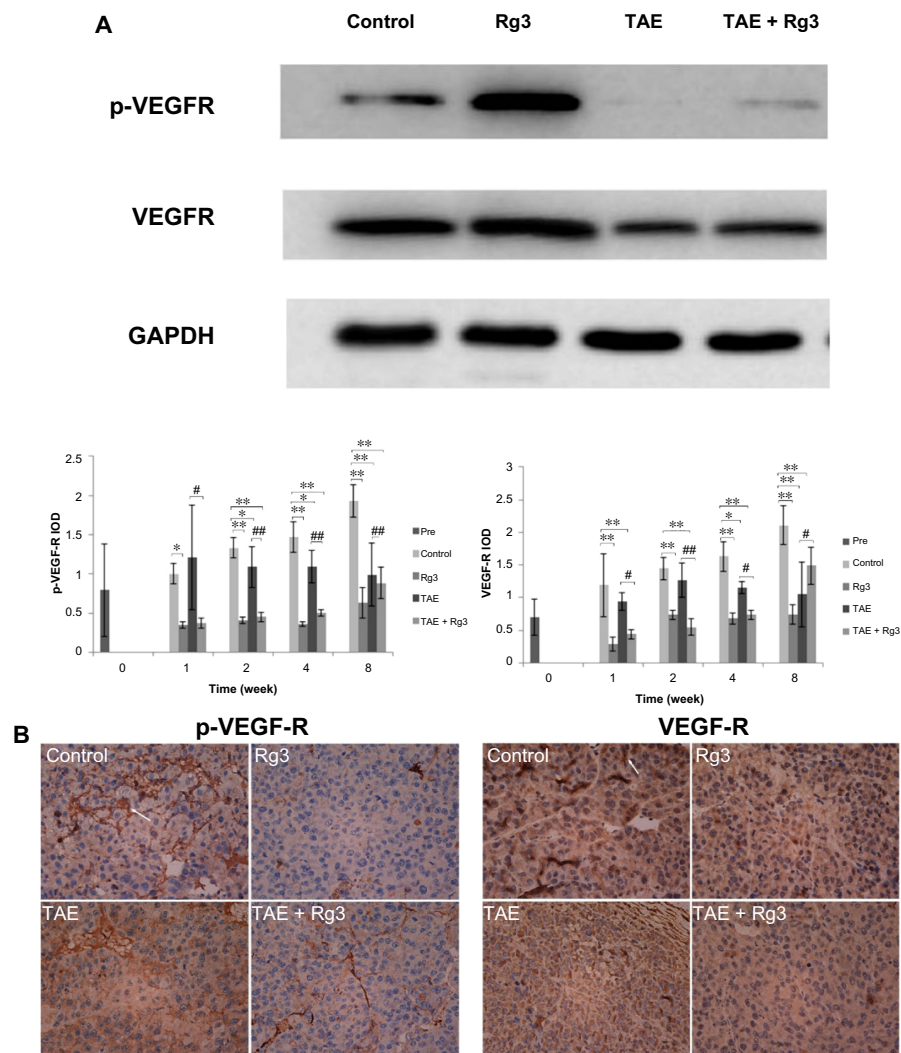 A
Control Rg3 TAE TAE + Rg3
p-VEGFR
VEGFR
GAPDH
p-VEGF-R IOD
2.5
2
1.5
1
0.5
0
*
#
**
*
**
##
**
*
**
##
**
**
**
##
0 1 2 4 8
Time (week)
Pre
Control
Rg3
TAE
TAE + Rg3
VEGF-R IOD
3
2.5
2
1.5
1
0.5
0
**
**
#
**
**
##
**
*
**
#
**
**
**
#
0 1 2 4 8
Time (week)
Pre
Control
Rg3
TAE
TAE + Rg3
B
p-VEGF-R
Control Rg3
TAE TAE + Rg3
VEGF-R
Control Rg3
TAE TAE + Rg3